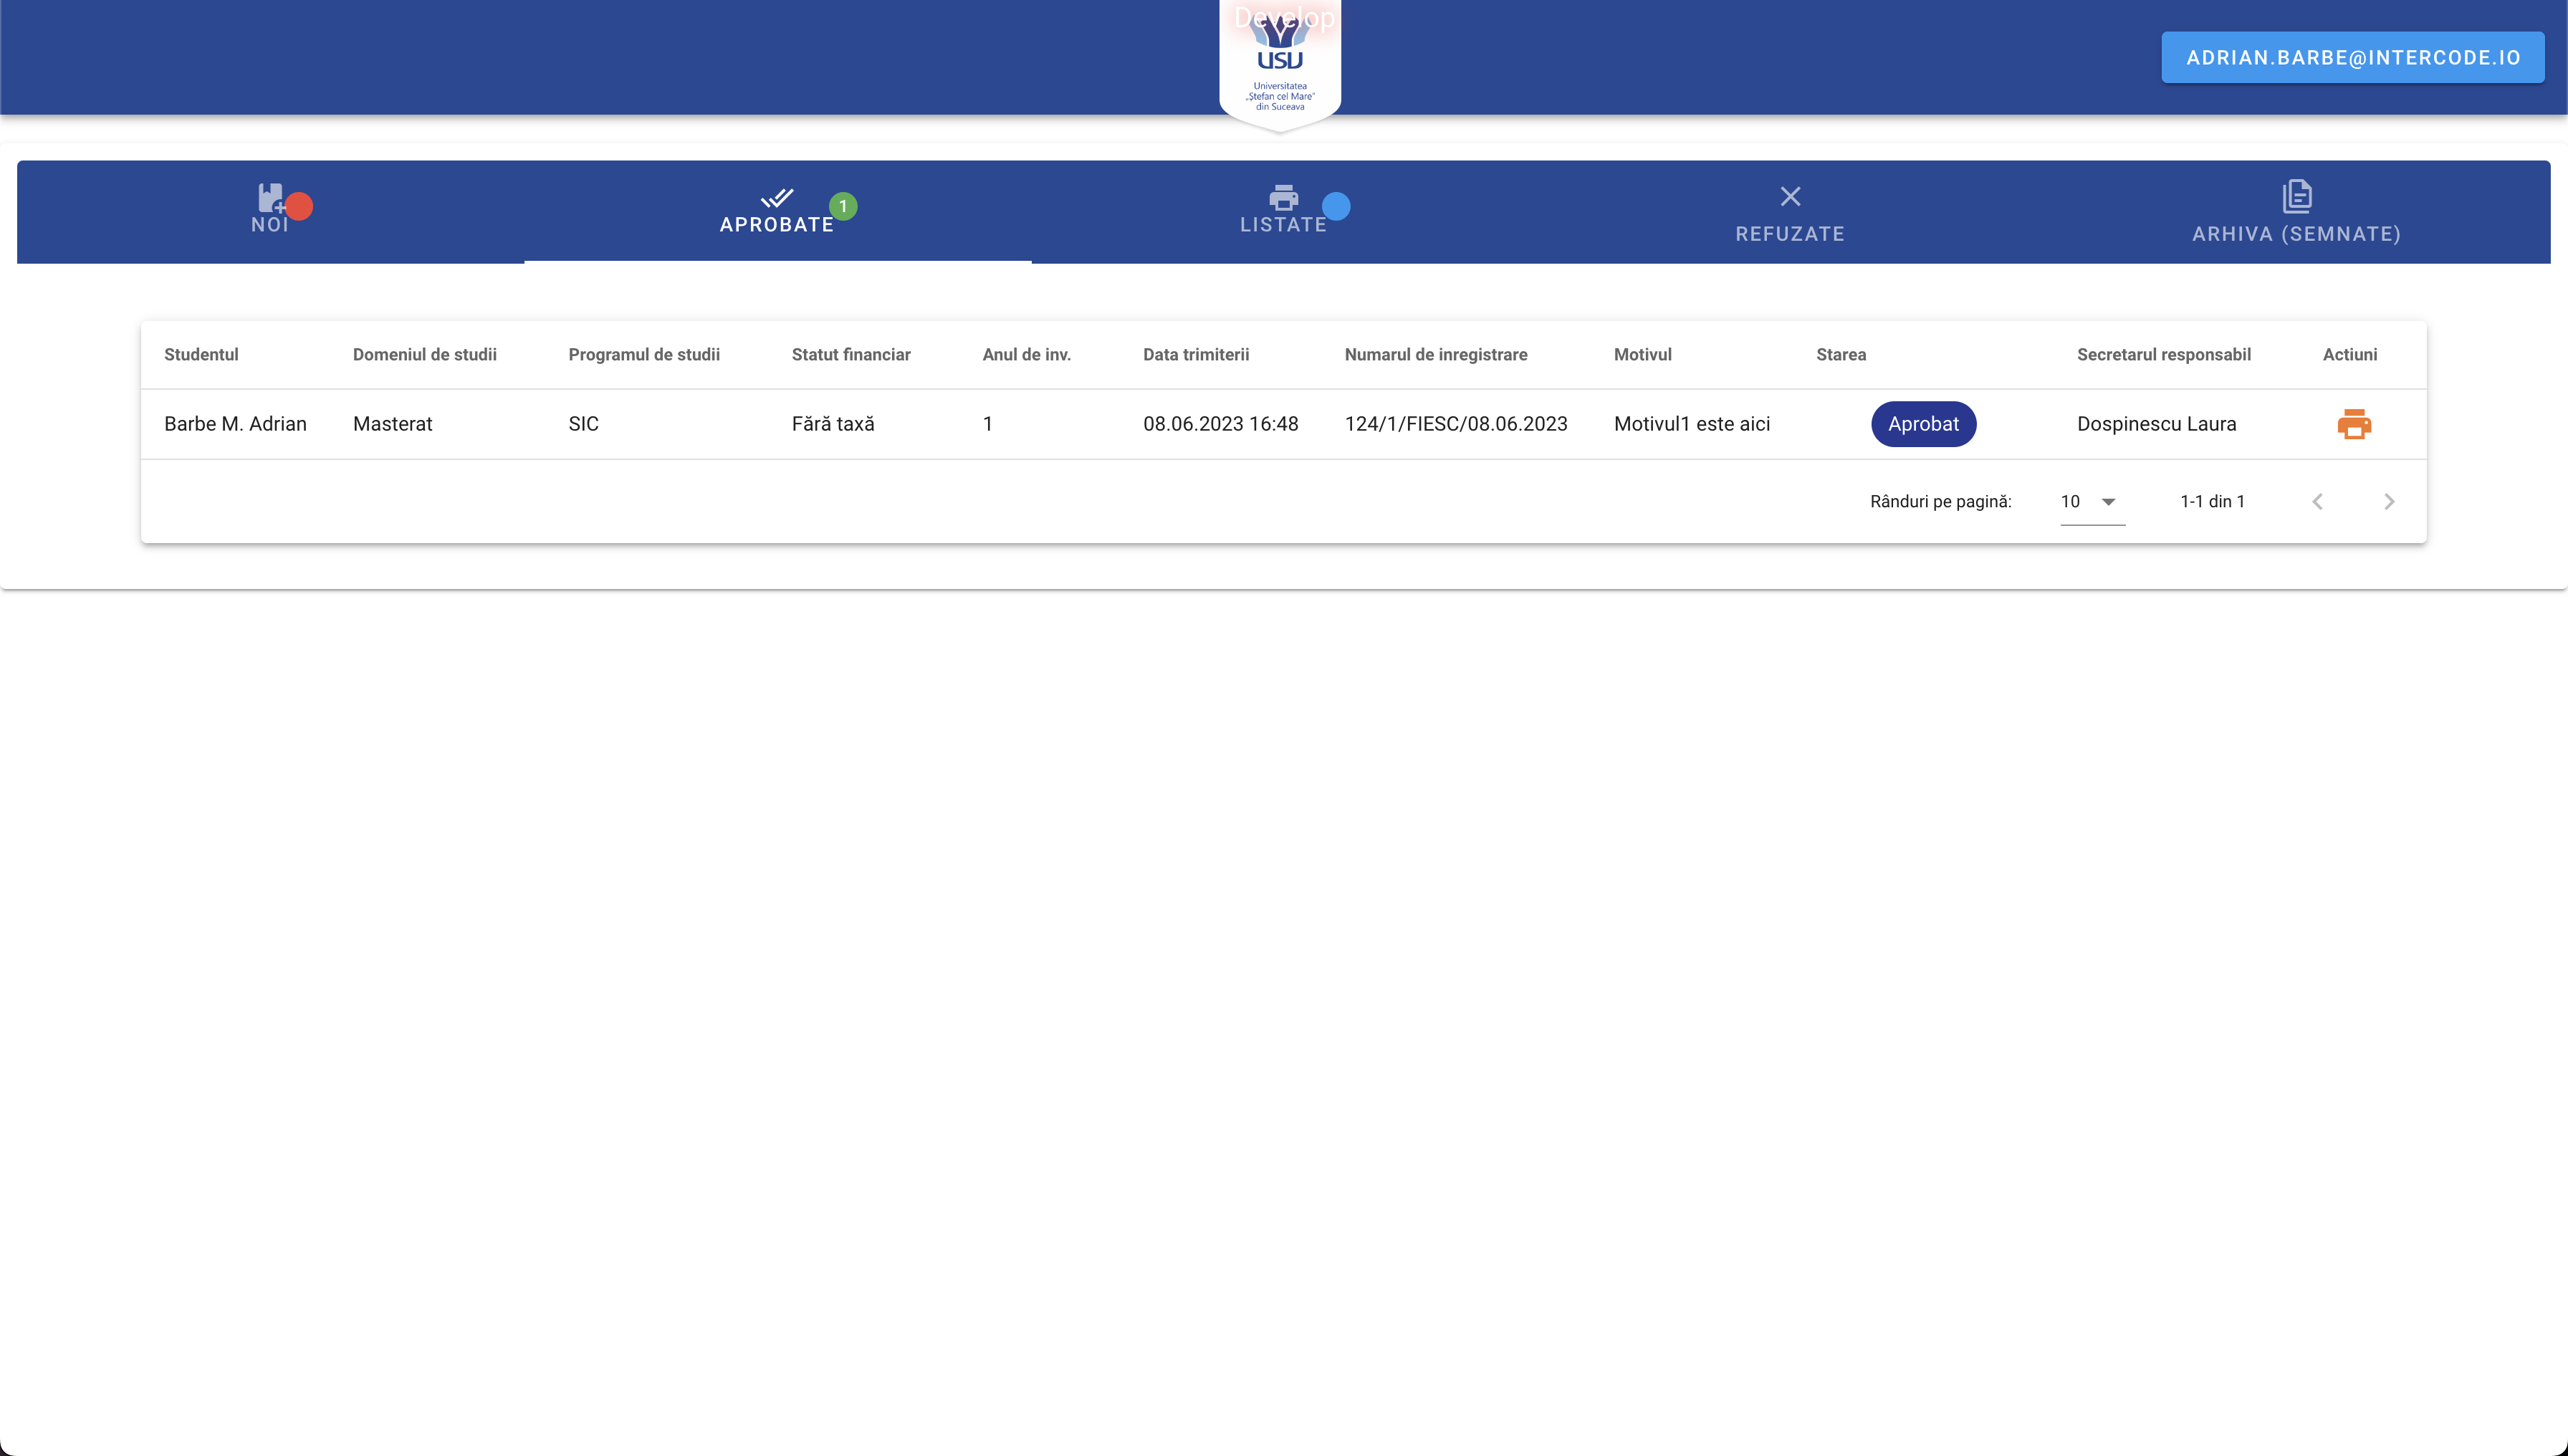 Develop
USU
Universitatea
„Ștefan cel Mare"
din Suceava
ADRIAN.BARBE@INTERCODE.IO
NOI
APROBATE 1
LISTATE
REFUZATE
ARHIVA (SEMNATE)
Studentul Domeniul de studii Programul de studii Statut financiar Anul de inv. Data trimiterii Numarul de inregistrare Motivul Starea Secretarul responsabil Actiuni
Barbe M. Adrian Masterat SIC Fără taxă 1 08.06.2023 16:48 124/1/FIESC/08.06.2023 Motivul1 este aici Aprobat Dospinescu Laura
Rânduri pe pagină: 10 1-1 din 1